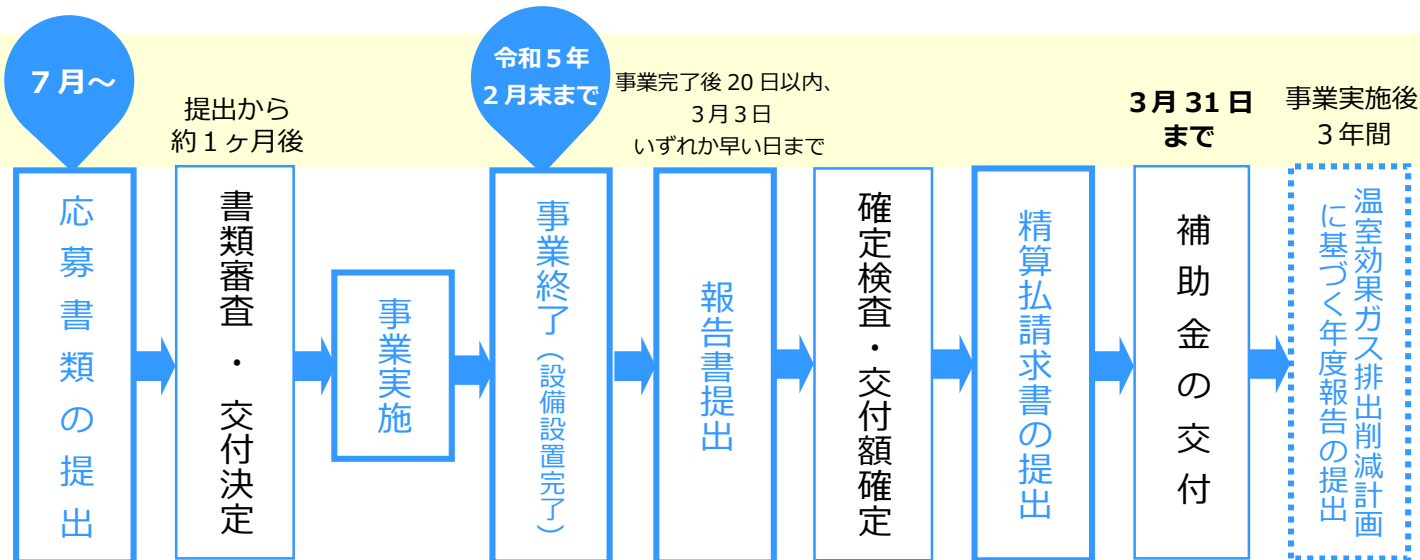 7月～
応募書類の提出
提出から
約１ヶ月後
書類審査・交付決定
事業実施
令和５年
２月末まで
事業終了（設備設置完了）
事業完了後 20 日以内、
３月３日
いずれか早い日まで
報告書提出
確定検査・交付額確定
精算払請求書の提出
３月 31 日
まで
補助金の交付
事業実施後
３年間
温室効果ガス排出削減計画
に基づく年度報告の提出